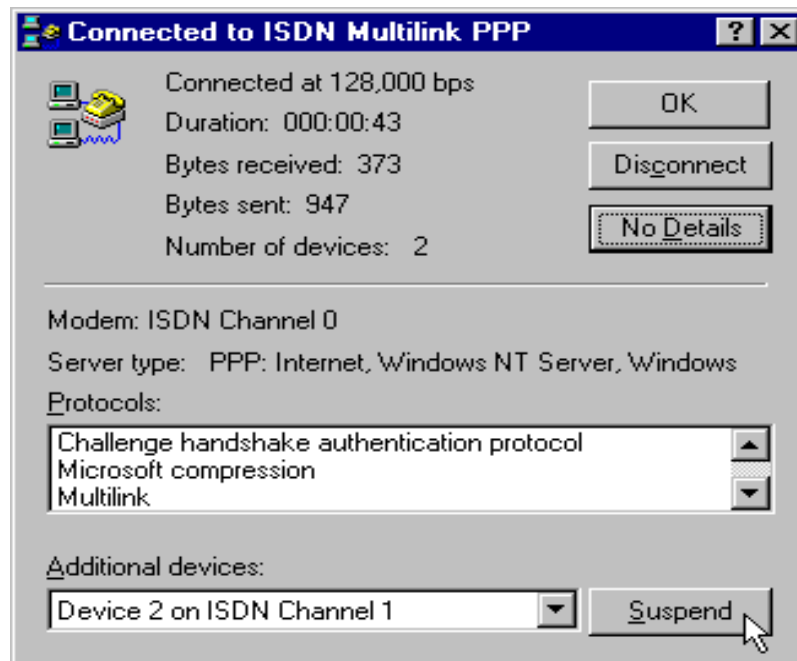 Connected to ISDN Multilink PPP
Connected at 128,000 bps
OK
Duration: 000:00:43
Bytes received: 373
Disconnect
Bytes sent: 947
No Details
Number of devices: 2
Modem: ISDN Channel 0
Server type: PPP: Internet, Windows NT Server, Windows
Protocols:
Challenge handshake authentication protocol
Microsoft compression
Multilink
Additional devices:
Device 2 on ISDN Channel 1
Suspend